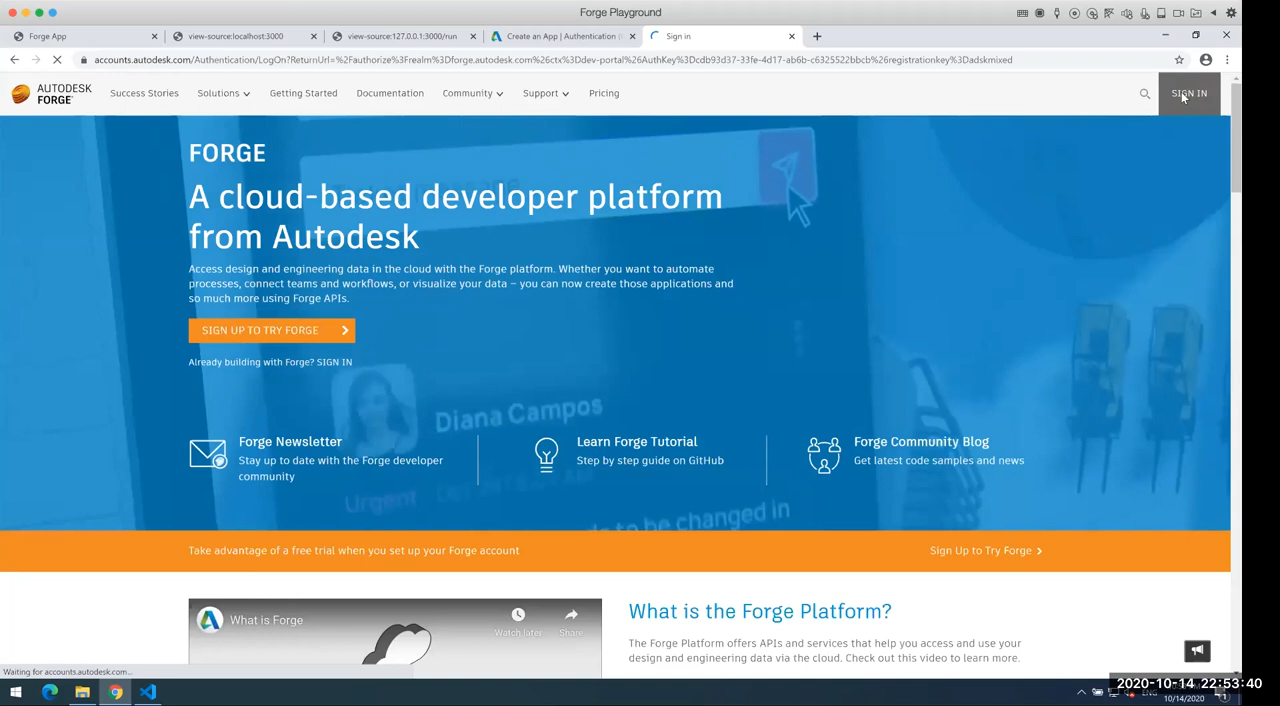 Forge Playground
Forge App
view-source:localhost:3000
view-source:127.0.0.1:3000/run
Create an App | Authentication (
Sign in
accounts.autodesk.com/Authentication/LogOn?ReturnUrl=%2Fauthorize%3Frealm%3Dforge.autodesk.com%26ctx%3Ddev-portal%26AuthKey%3Dcdb93d37-33fe-4d17-ab6b-c6325522bbcb%26registrationkey%3Dadskmixed
AUTODESK FORGE
Success Stories
Solutions
Getting Started
Documentation
Community
Support
Pricing
SIGN IN
FORGE
A cloud-based developer platform
from Autodesk
Access design and engineering data in the cloud with the Forge platform. Whether you want to automate
processes, connect teams and workflows, or visualize your data – you can now create those applications and
so much more using Forge APIs.
SIGN UP TO TRY FORGE
Already building with Forge? SIGN IN
Diana Campos
Urgent
to be changed in
Forge Newsletter
Stay up to date with the Forge developer
community
Learn Forge Tutorial
Step by step guide on GitHub
Forge Community Blog
Get latest code samples and news
Take advantage of a free trial when you set up your Forge account
Sign Up to Try Forge
What is Forge
Watch later
Share
What is the Forge Platform?
The Forge Platform offers APIs and services that help you access and use your
design and engineering data via the cloud. Check out this video to learn more.
Waiting for accounts.autodesk.com...
2020-10-14 22:53:40
ENG
10/14/2020